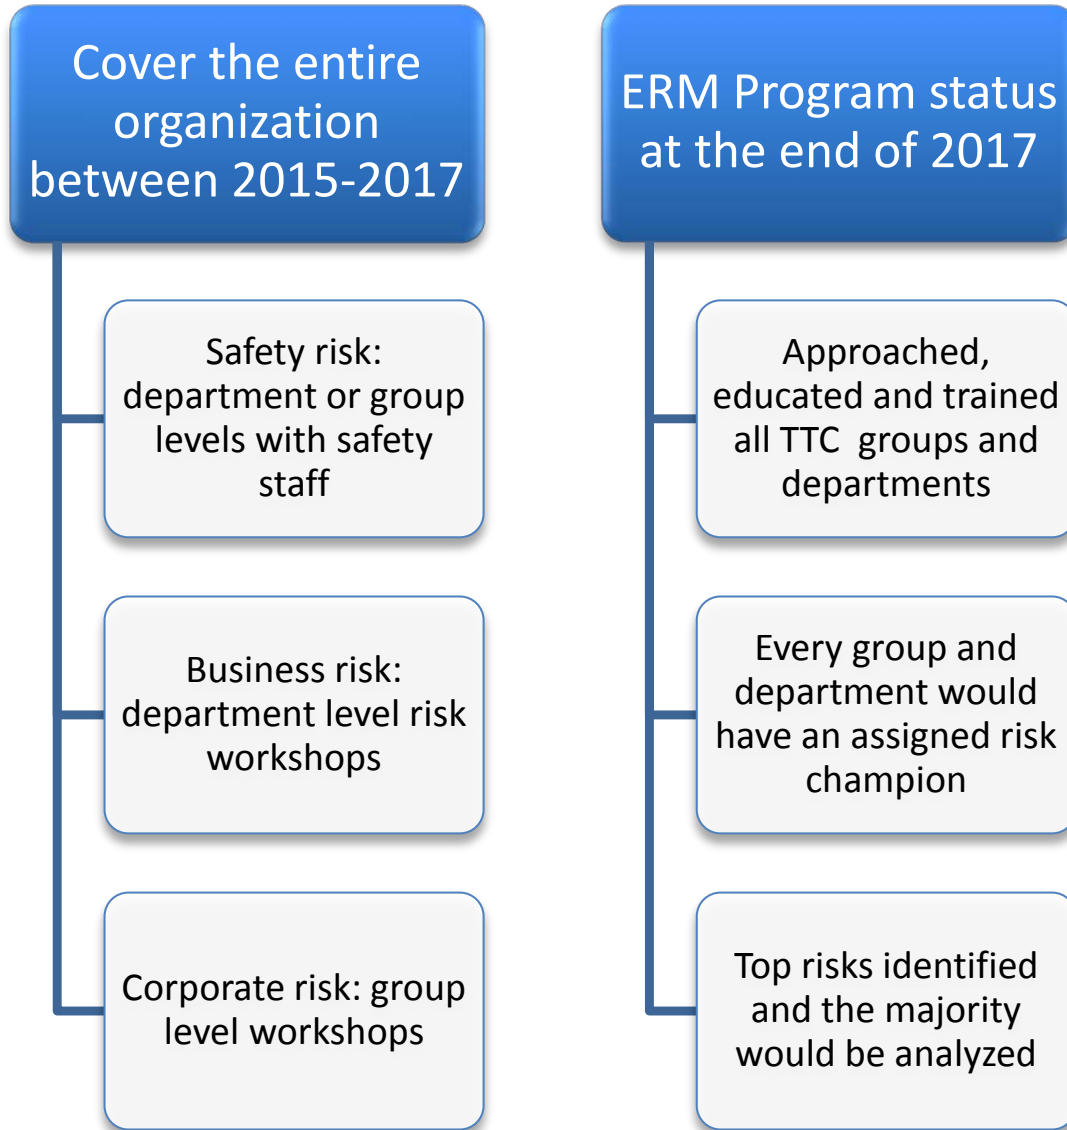 Cover the entire
organization
between 2015-2017
Safety risk:
department or group
levels with safety
staff
Business risk:
department level risk
workshops
Corporate risk: group
level workshops
ERM Program status
at the end of 2017
Approached,
educated and trained
all TTC  groups and
departments
Every group and
department would
have an assigned risk
champion
Top risks identified
and the majority
would be analyzed